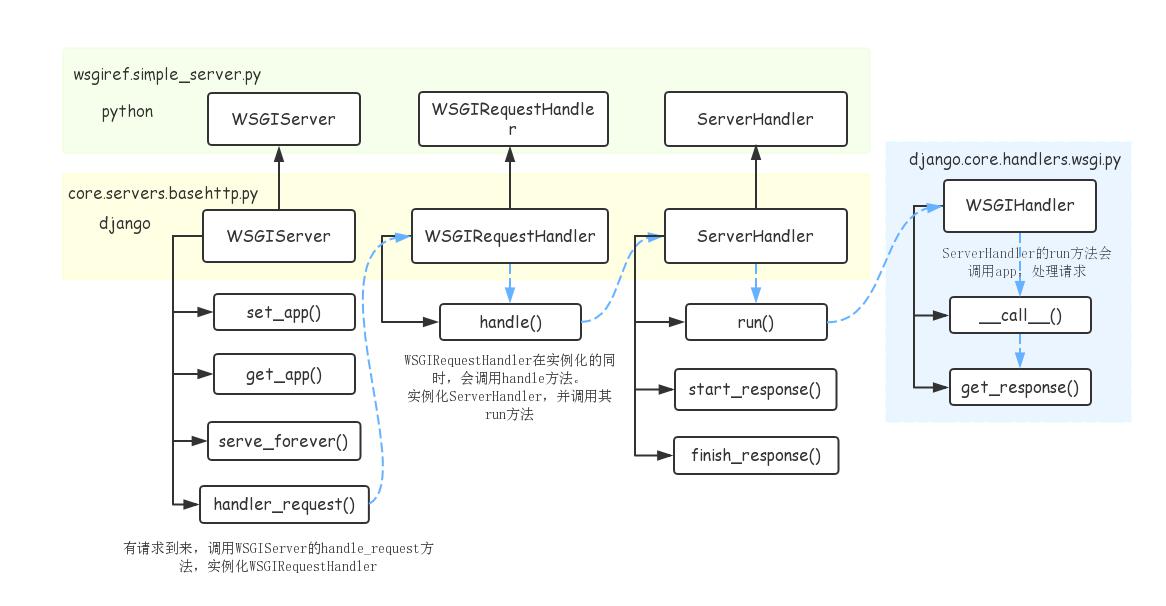 wsgiref.simple_server.py
python
WSGIServer
WSGIRequestHandle
r
ServerHandler
core.servers.basehttp.py
django
WSGIServer
WSGIRequestHandler
ServerHandler
django.core.handlers.wsgi.py
WSGIHandler
ServerHandler的run方法会
调用app，处理请求
set_app()
handle()
run()
__call__()
get_app()
WSGIRequestHandler在实例化的同
时，会调用handle方法。
实例化ServerHandler，并调用其
run方法
start_response()
get_response()
serve_forever()
finish_response()
handler_request()
有请求到来，调用WSGIServer的handle_request方
法，实例化WSGIRequestHandler